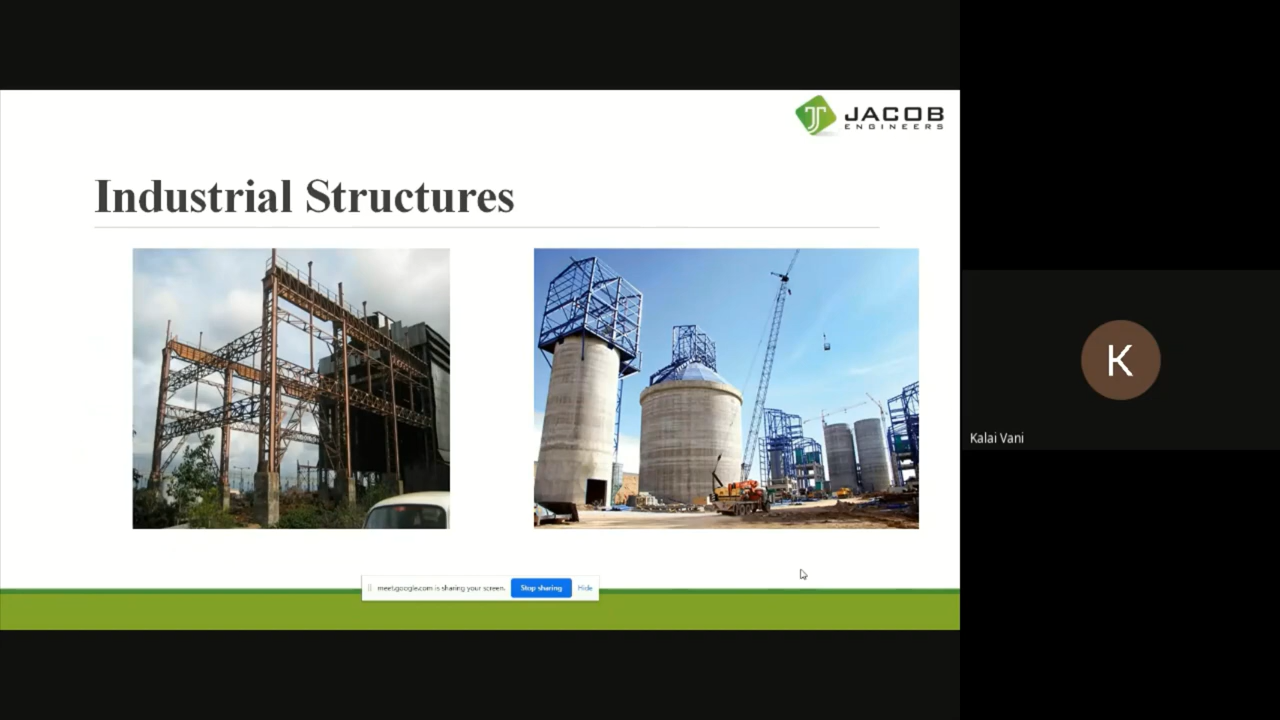 JACOB
ENGINEERS
Industrial Structures
K
Kalai Vani
meet.google.com is sharing your screen. Stop sharing Hide